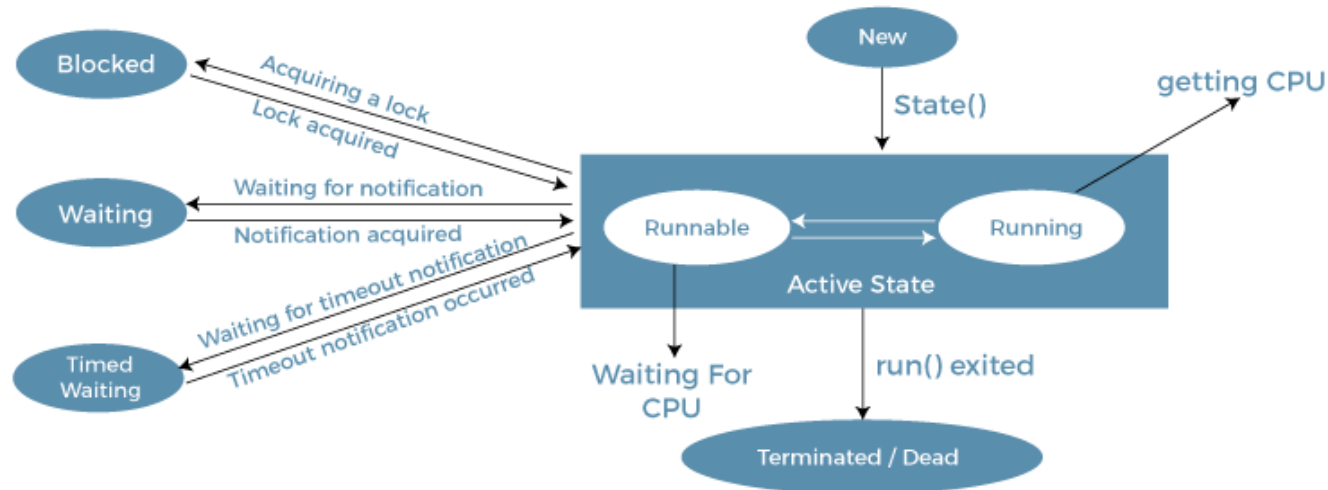 New
Blocked
Acquiring a lock
Lock acquired
State()
getting CPU
Waiting
Waiting for notification
Notification acquired
Runnable
Running
Active State
Timed
Waiting
Waiting for timeout notification
Timeout notification occurred
Waiting For
CPU
run() exited
Terminated / Dead